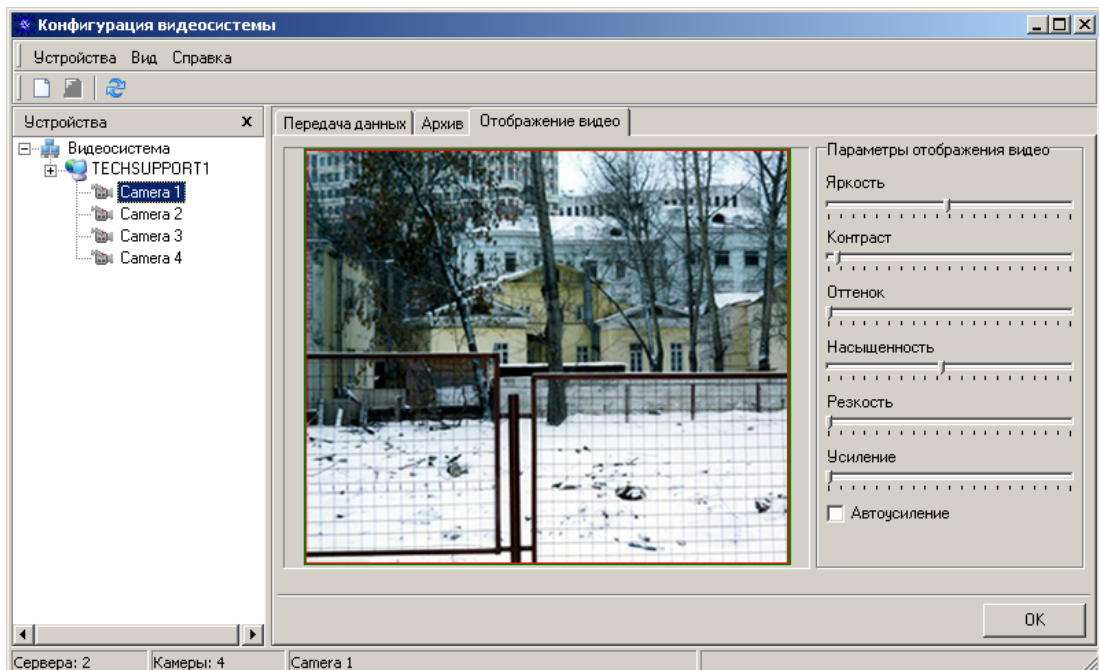 Конфигурация видеосистемы
Устройства Вид Справка
Устройства x
Передача данных Архив Отображение видео
Видеосистема
TECHSUPPORT1
Camera 1
Camera 2
Camera 3
Camera 4
Параметры отображения видео
Яркость
Контраст
Оттенок
Насыщенность
Резкость
Усиление
Автоусиление
OK
Сервера: 2 Камеры: 4 Camera 1